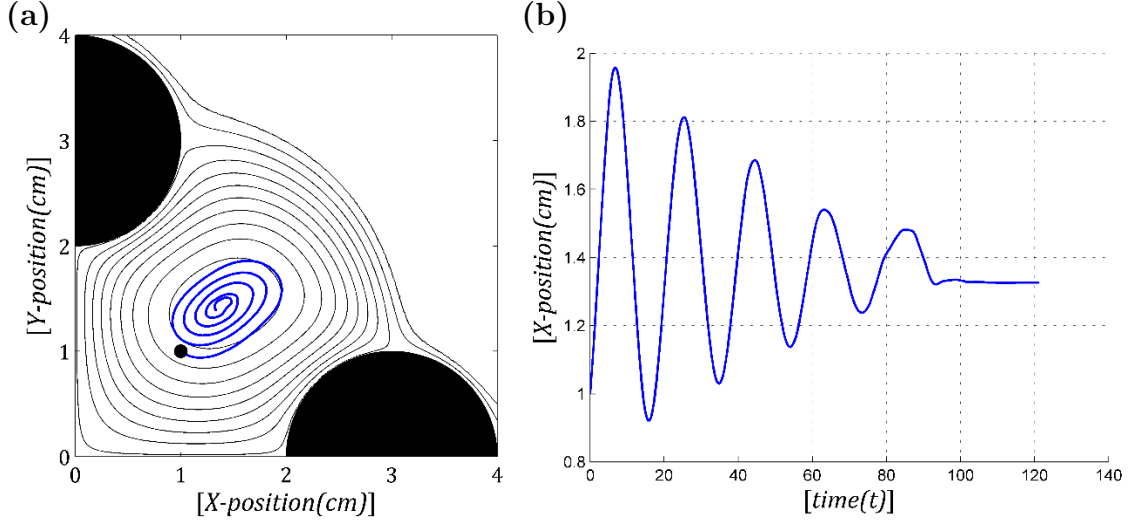 (a)
4
3
2
1
0
[Y-position(cm)]
0 1 2 3 4
[X-position(cm)]
(b)
2
1.8
1.6
1.4
1.2
1
0.8
[X-position(cm)]
0 20 40 60 80 100 120 140
[time(t)]